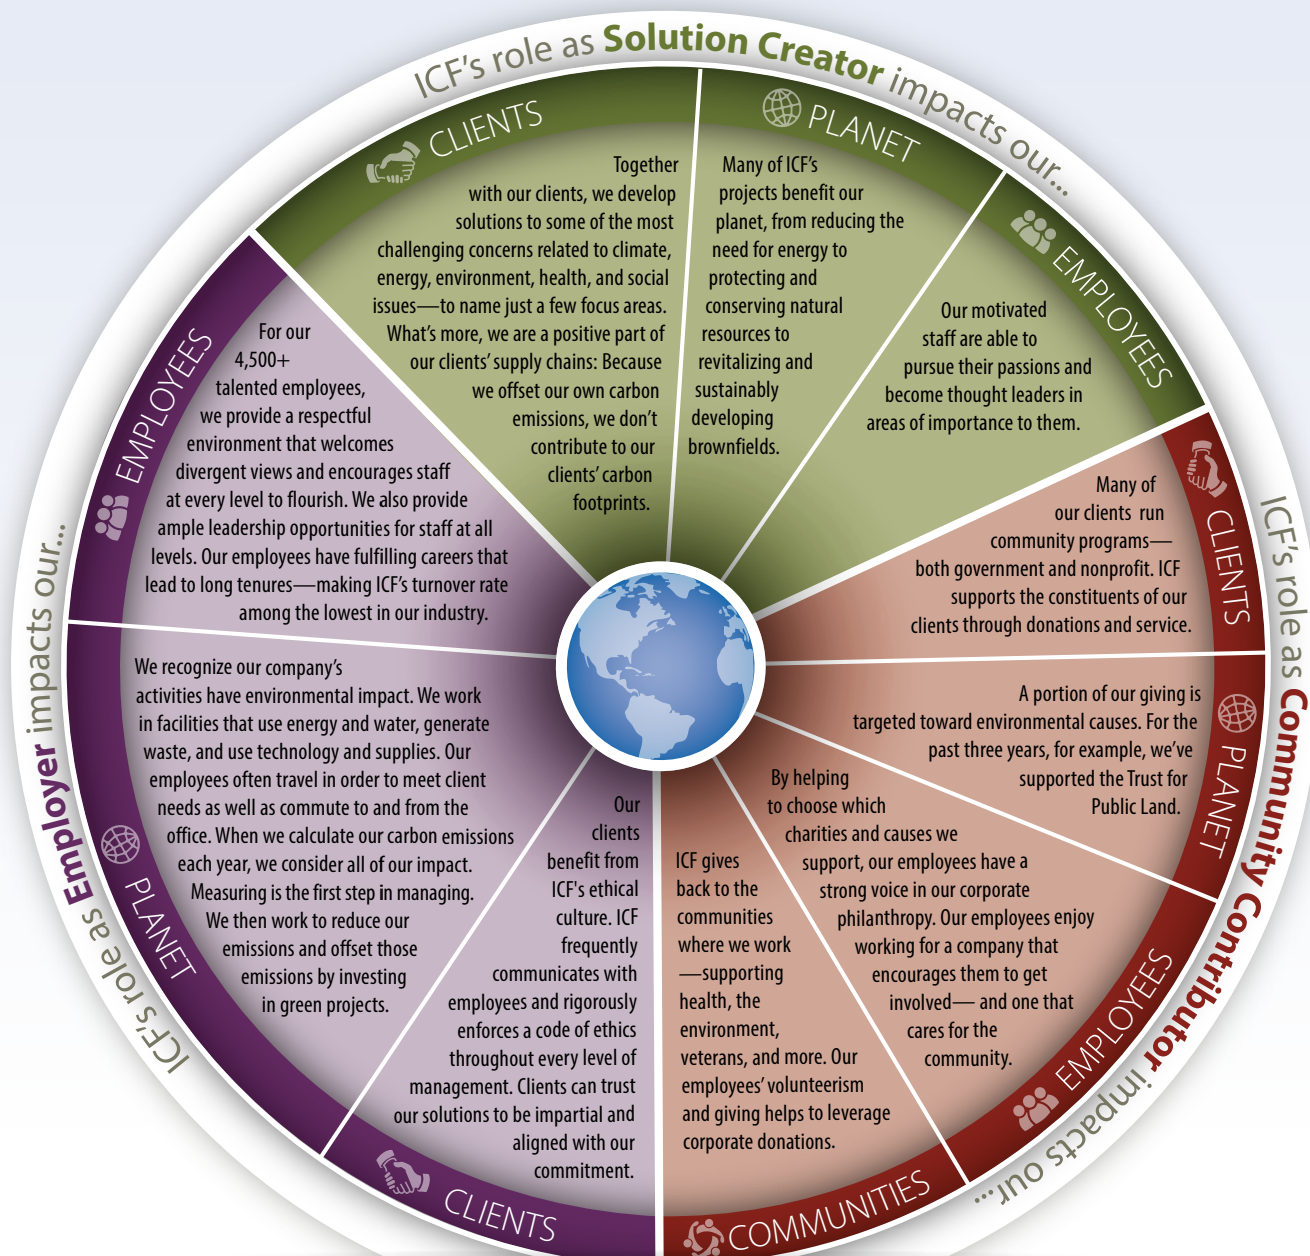 ICF's role as Solution Creator impacts our...
CLIENTS
Together
with our clients, we develop
solutions to some of the most
challenging concerns related to climate,
energy, environment, health, and social
issues—to name just a few focus areas.
What's more, we are a positive part of
our clients' supply chains: Because
we offset our own carbon
emissions, we don't
contribute to our
clients' carbon
footprints.
PLANET
Many of ICF's
projects benefit our
planet, from reducing the
need for energy to
protecting and
conserving natural
resources to
revitalizing and
sustainably
developing
brownfields.
EMPLOYEES
Our motivated
staff are able to
pursue their passions and
become thought leaders in
areas of importance to them.
ICF's role as Community Contributor impacts our...
CLIENTS
Many of
our clients run
community programs—
both government and nonprofit. ICF
supports the constituents of our
clients through donations and service.
PLANET
A portion of our giving is
targeted toward environmental causes. For the
past three years, for example, we've
supported the Trust for
Public Land.
EMPLOYEES
By helping
to choose which
charities and causes we
support, our employees have a
strong voice in our corporate
philanthropy. Our employees enjoy
working for a company that
encourages them to get
involved— and one that
cares for the
community.
COMMUNITIES
ICF gives
back to the
communities
where we work
—supporting
health, the
environment,
veterans, and more. Our
employees' volunteerism
and giving helps to leverage
corporate donations.
ICF's role as Employer impacts our...
CLIENTS
Our
clients
benefit from
ICF's ethical
culture. ICF
frequently
communicates with
employees and rigorously
enforces a code of ethics
throughout every level of
management. Clients can trust
our solutions to be impartial and
aligned with our
commitment.
PLANET
We recognize our company's
activities have environmental impact. We work
in facilities that use energy and water, generate
waste, and use technology and supplies. Our
employees often travel in order to meet client
needs as well as commute to and from the
office. When we calculate our carbon emissions
each year, we consider all of our impact.
Measuring is the first step in managing.
We then work to reduce our
emissions and offset those
emissions by investing
in green projects.
EMPLOYEES
For our
4,500+
talented employees,
we provide a respectful
environment that welcomes
divergent views and encourages staff
at every level to flourish. We also provide
ample leadership opportunities for staff at all
levels. Our employees have fulfilling careers that
lead to long tenures—making ICF's turnover rate
among the lowest in our industry.